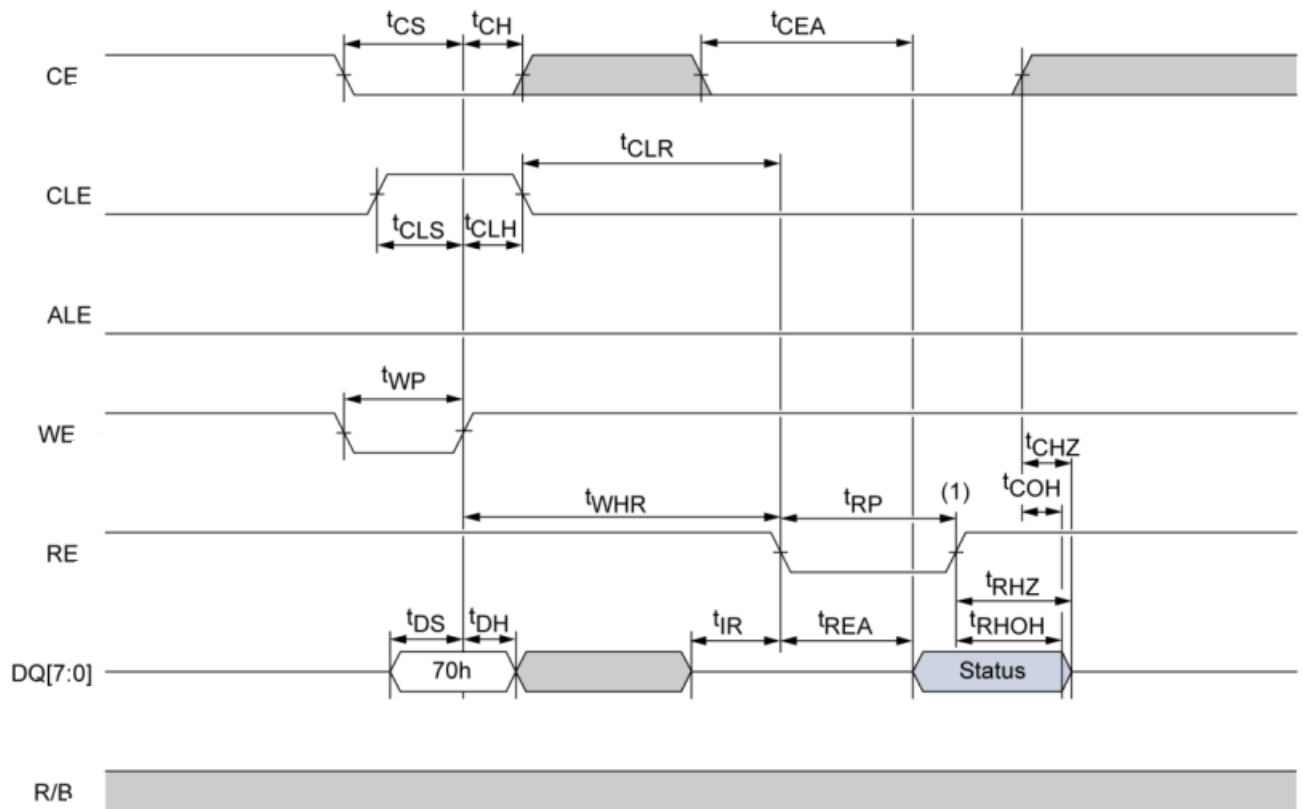 tCS tCH tCEA
CE
tCLR
CLE
tCLS tCLH
ALE
tWP
WE
tCHZ
tCOH
tWHR tRP (1)
RE
tRHZ
tDS tDH tIR tREA tRHOH
DQ[7:0] 70h Status
R/B